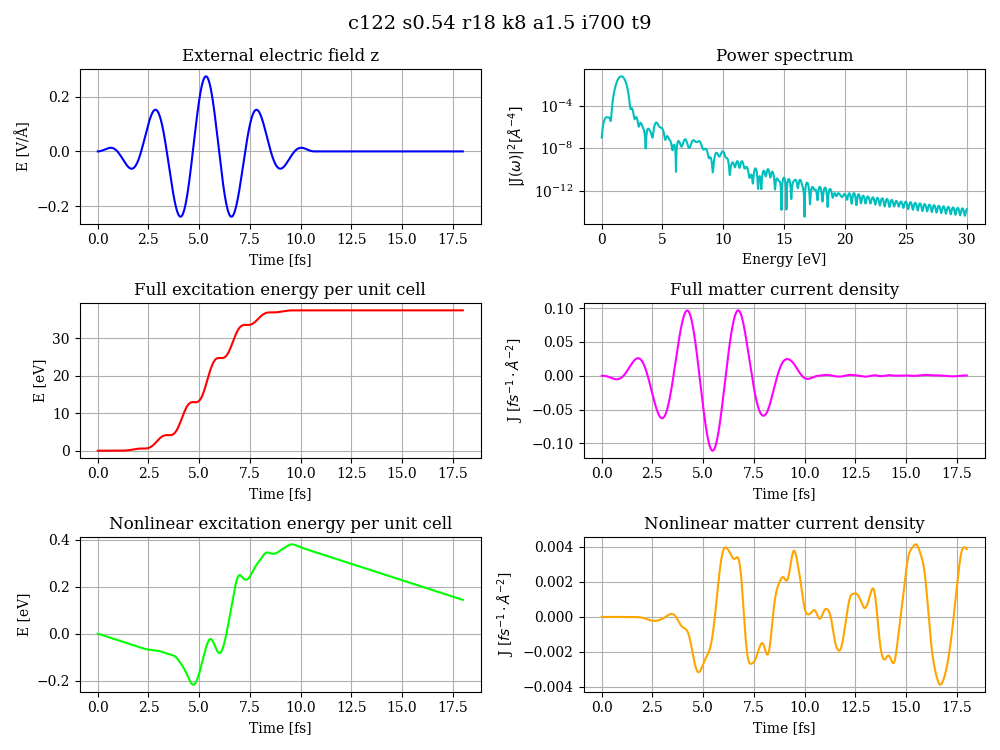 c122 s0.54 r18 k8 a1.5 i700 t9
External electric field z
E [V/Å]
0.2
0.0
−0.2
0.0 2.5 5.0 7.5 10.0 12.5 15.0 17.5
Time [fs]
Power spectrum
|J(ω)|² [Å⁻⁴]
10⁻⁴
10⁻⁸
10⁻¹²
0 5 10 15 20 25 30
Energy [eV]
Full excitation energy per unit cell
E [eV]
30
20
10
0
0.0 2.5 5.0 7.5 10.0 12.5 15.0 17.5
Time [fs]
Full matter current density
J [fs⁻¹ · Å⁻²]
0.10
0.05
0.00
−0.05
−0.10
0.0 2.5 5.0 7.5 10.0 12.5 15.0 17.5
Time [fs]
Nonlinear excitation energy per unit cell
E [eV]
0.4
0.2
0.0
−0.2
0.0 2.5 5.0 7.5 10.0 12.5 15.0 17.5
Time [fs]
Nonlinear matter current density
J [fs⁻¹ · Å⁻²]
0.004
0.002
0.000
−0.002
−0.004
0.0 2.5 5.0 7.5 10.0 12.5 15.0 17.5
Time [fs]